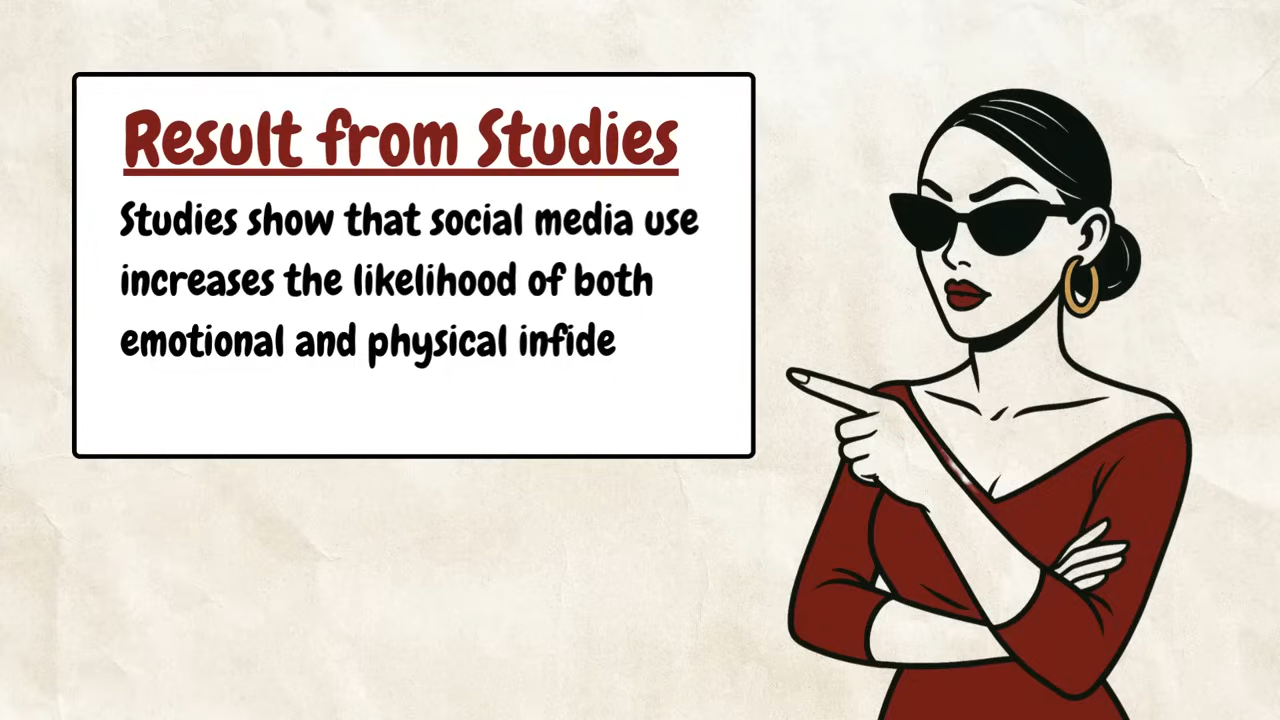 Result from Studies
Studies show that social media use
increases the likelihood of both
emotional and physical infide